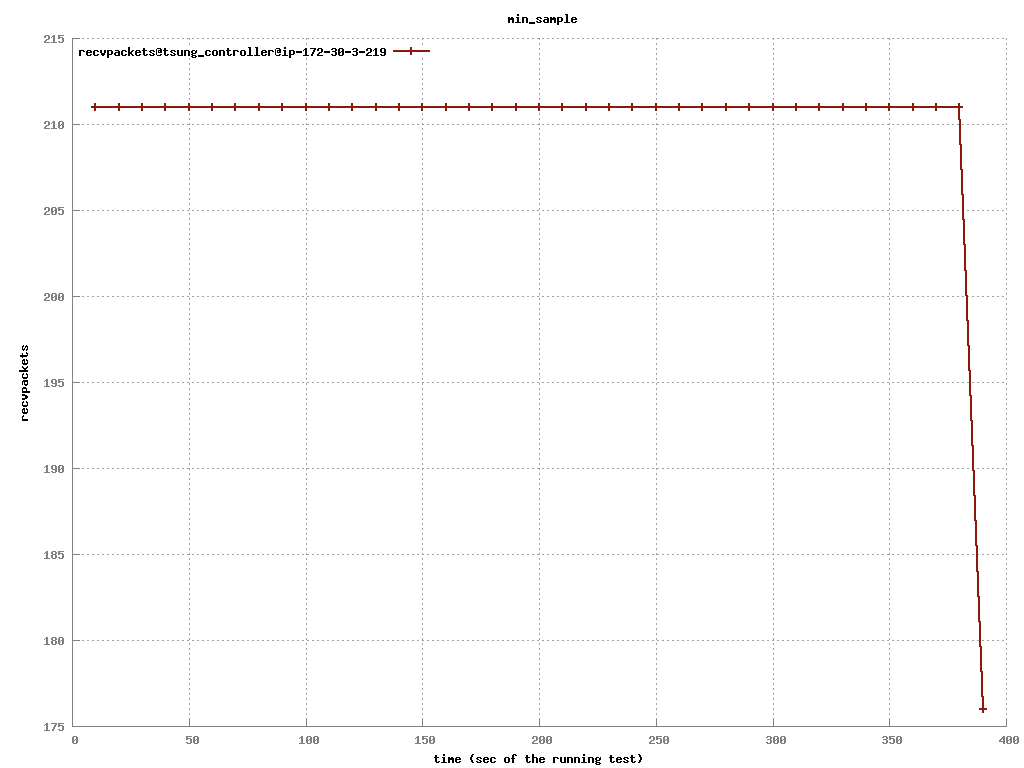 min_sample
215
recvpackets@tsung_controller@ip-172-30-3-219
210
205
200
195
190
185
180
175
recvpackets
0 50 100 150 200 250 300 350 400
time (sec of the running test)